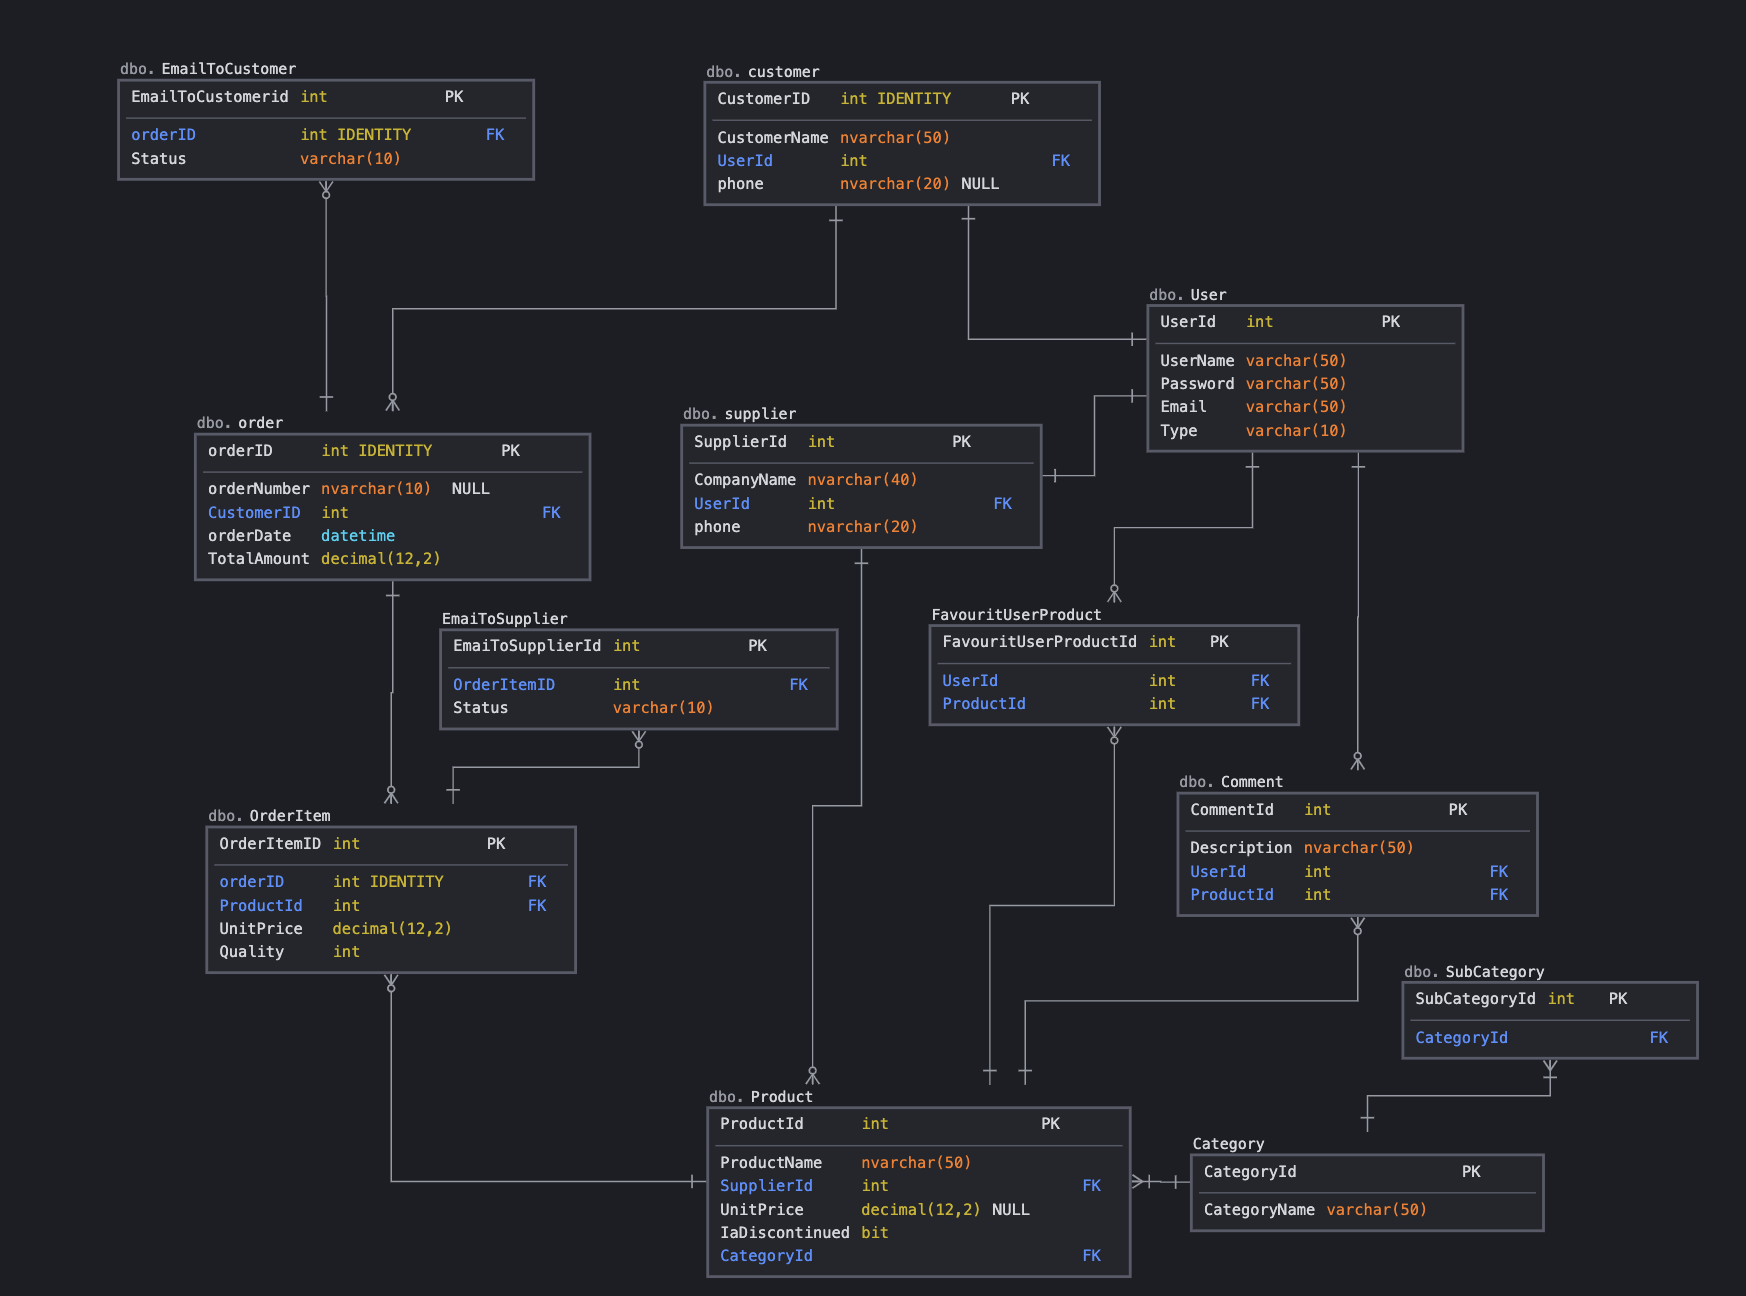 dbo. EmailToCustomer
EmailToCustomerid int PK
orderID int IDENTITY FK
Status varchar(10)
dbo. customer
CustomerID int IDENTITY PK
CustomerName nvarchar(50)
UserId int FK
phone nvarchar(20) NULL
dbo. User
UserId int PK
UserName varchar(50)
Password varchar(50)
Email varchar(50)
Type varchar(10)
dbo. order
orderID int IDENTITY PK
orderNumber nvarchar(10) NULL
CustomerID int FK
orderDate datetime
TotalAmount decimal(12,2)
dbo. supplier
SupplierId int PK
CompanyName nvarchar(40)
UserId int FK
phone nvarchar(20)
EmaiToSupplier
EmaiToSupplierId int PK
OrderItemID int FK
Status varchar(10)
FavouritUserProduct
FavouritUserProductId int PK
UserId int FK
ProductId int FK
dbo. Comment
CommentId int PK
Description nvarchar(50)
UserId int FK
ProductId int FK
dbo. OrderItem
OrderItemID int PK
orderID int IDENTITY FK
ProductId int FK
UnitPrice decimal(12,2)
Quality int
dbo. SubCategory
SubCategoryId int PK
CategoryId FK
dbo. Product
ProductId int PK
ProductName nvarchar(50)
SupplierId int FK
UnitPrice decimal(12,2) NULL
IaDiscontinued bit
CategoryId FK
Category
CategoryId PK
CategoryName varchar(50)